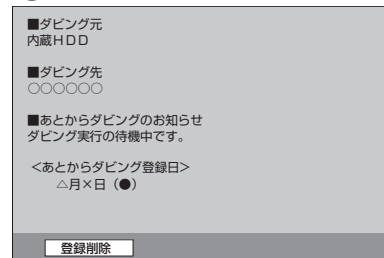 ■ダビング元
内蔵HDD
■ダビング先
○○○○○○
■あとからダビングのお知らせ
ダビング実行の待機中です。
＜あとからダビング登録日＞
△月×日（●）
登録削除